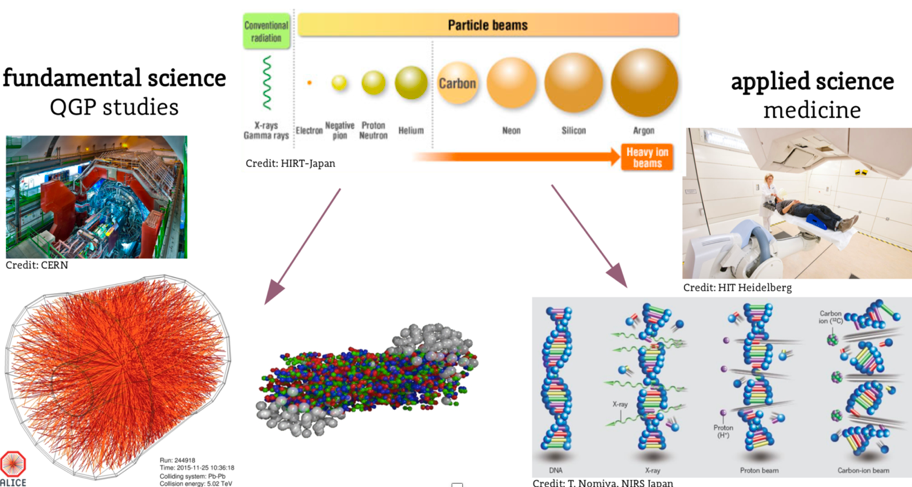 Conventional
radiation
Particle beams
fundamental science
QGP studies
applied science
medicine
Carbon
X-rays
Gamma rays
Electron
Negative
pion
Proton
Neutron
Helium
Neon
Silicon
Argon
Heavy ion
beams
Credit: HIRT-Japan
Credit: CERN
Credit: HIT Heidelberg
Carbon
ion (¹²C)
X-ray
Proton
(H⁺)
DNA
X-ray
Proton beam
Carbon-ion beam
ALICE
Run: 244918
Time: 2015-11-25 10:36:18
Colliding system: Pb-Pb
Collision energy: 5.02 TeV
Credit: T. Nomiya, NIRS Japan